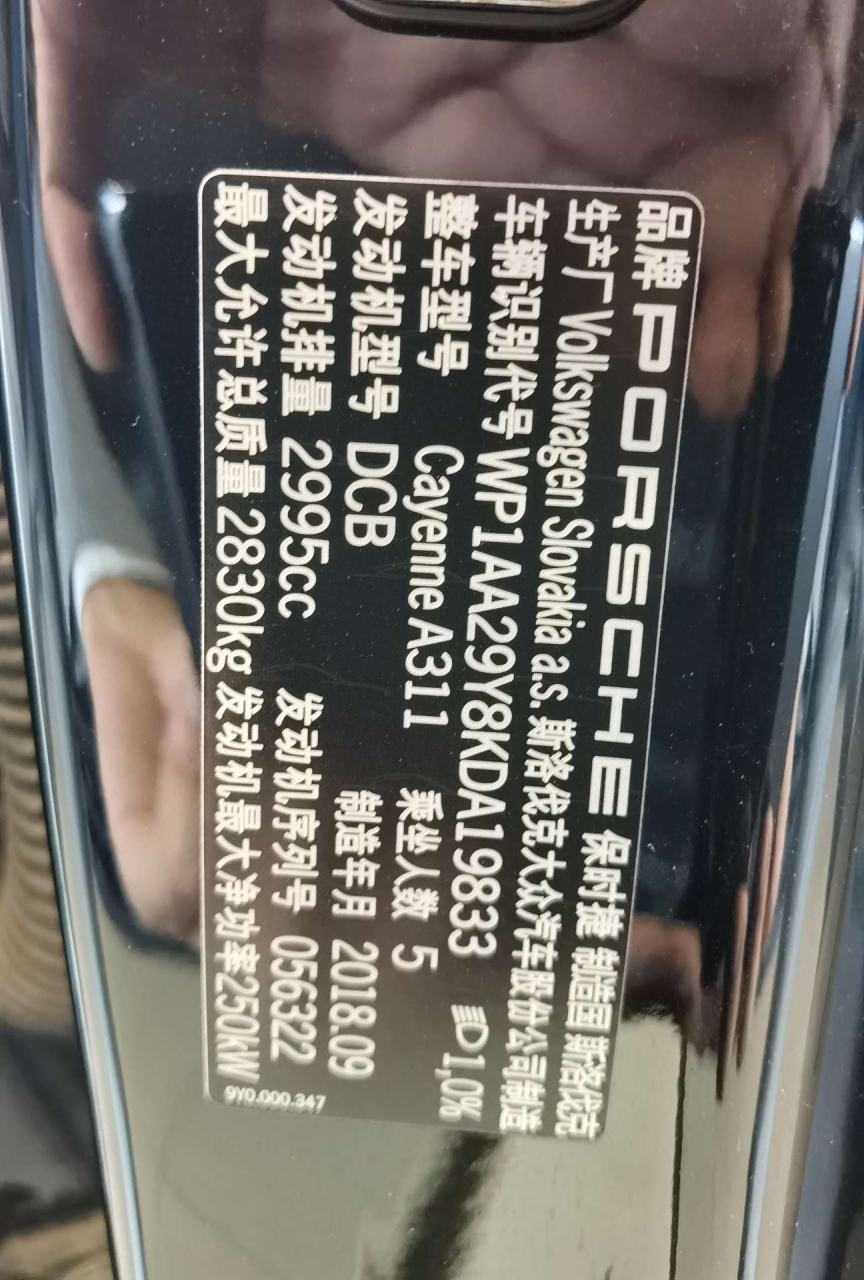 品牌 PORSCHE 保时捷 制造国 斯洛伐克
生产厂 Volkswagen Slovakia a.s. 斯洛伐克大众汽车股份公司制造
车辆识别代号 WP1AA29Y8KDA19833 1,0%
整车型号 Cayenne A311 乘坐人数 5
发动机型号 DCB 制造年月 2018.09
发动机排量 2995cc 发动机序列号 056322
最大允许总质量 2830kg 发动机最大净功率250kW
9Y0.000.347